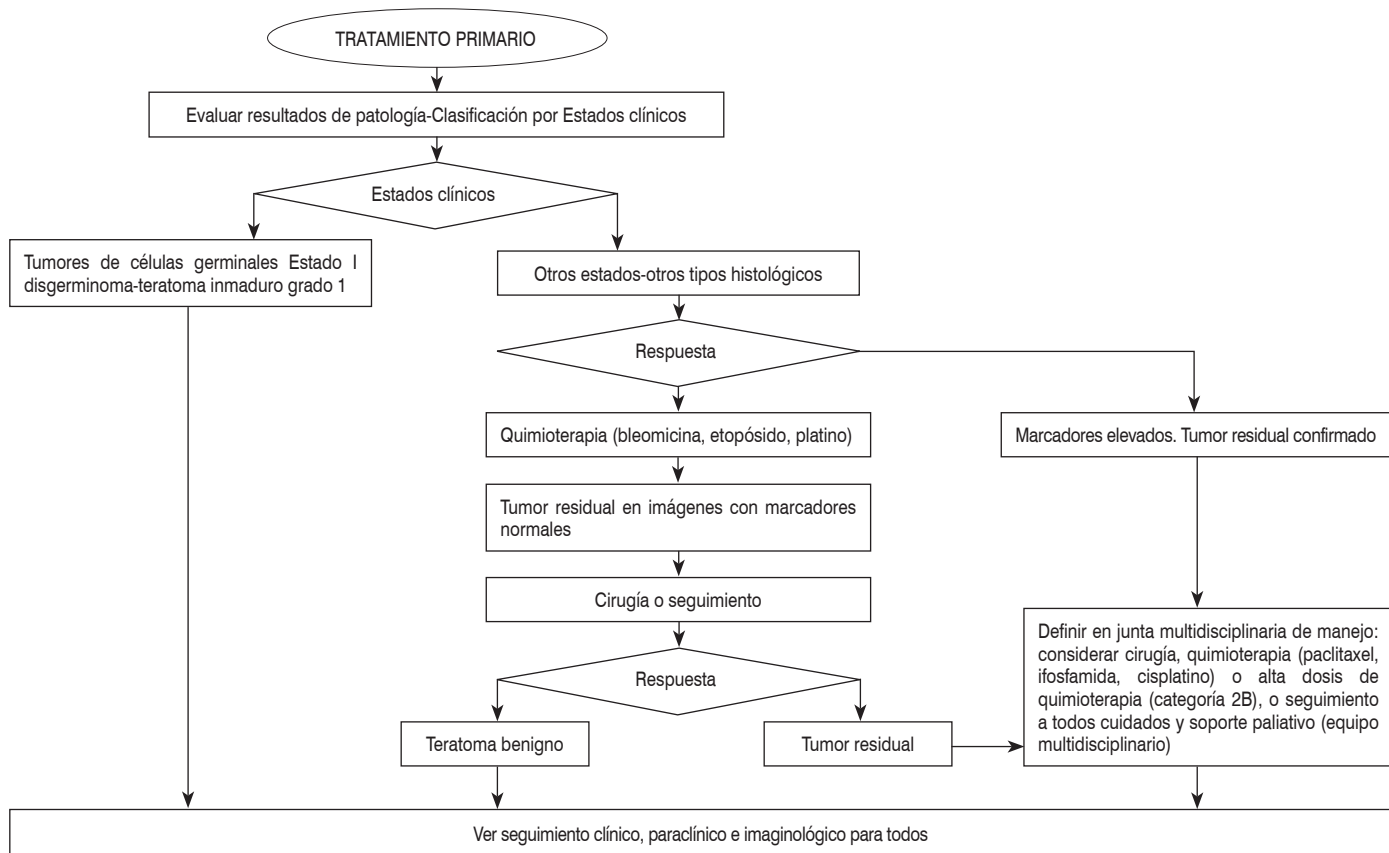 TRATAMIENTO PRIMARIO
Evaluar resultados de patología-Clasificación por Estados clínicos
Estados clínicos
Tumores de células germinales Estado I
disgerminoma-teratoma inmaduro grado 1
Otros estados-otros tipos histológicos
Respuesta
Quimioterapia (bleomicina, etopósido, platino)
Marcadores elevados. Tumor residual confirmado
Tumor residual en imágenes con marcadores
normales
Cirugía o seguimiento
Definir en junta multidisciplinaria de manejo:
considerar cirugía, quimioterapia (paclitaxel,
ifosfamida, cisplatino) o alta dosis de
quimioterapia (categoría 2B), o seguimiento
a todos cuidados y soporte paliativo (equipo
multidisciplinario)
Respuesta
Teratoma benigno
Tumor residual
Ver seguimiento clínico, paraclínico e imaginológico para todos